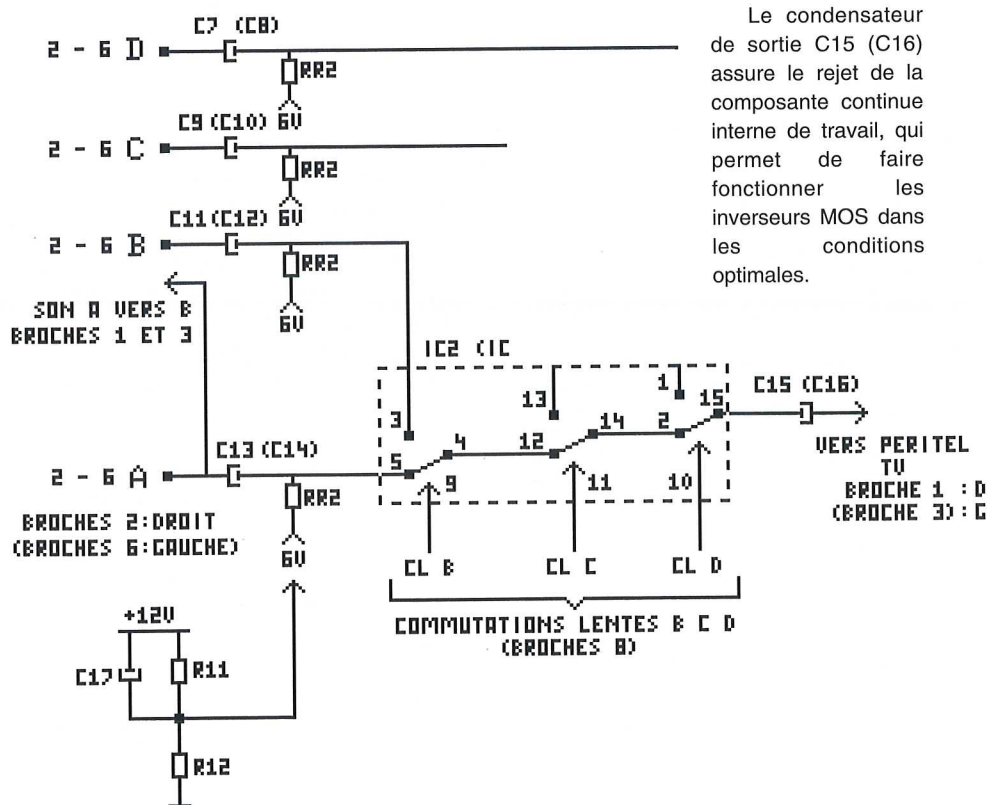 Le condensateur
de sortie C15 (C16)
assure le rejet de la
composante continue
interne de travail, qui
permet de faire
fonctionner les
inverseurs MOS dans
les conditions
optimales.
C7 (C8)
2 - 6 D
RR2
6V
C9 (C10)
2 - 6 C
RR2
6V
C11 (C12)
2 - 6 B
RR2
6V
SON A VERS B
BROCHES 1 ET 3
IC2 (IC
C13 (C14)
2 - 6 A
RR2
6V
BROCHES 2:DROIT
(BROCHES 6:GAUCHE)
3
5
4
9
13
12
14
11
1
2
15
10
C15 (C16)
VERS PERITEL
TV
BROCHE 1 : D
(BROCHE 3) : G
CL B
CL C
CL D
COMMUTATIONS LENTES B C D
(BROCHES 8)
+12V
C17
R11
R12